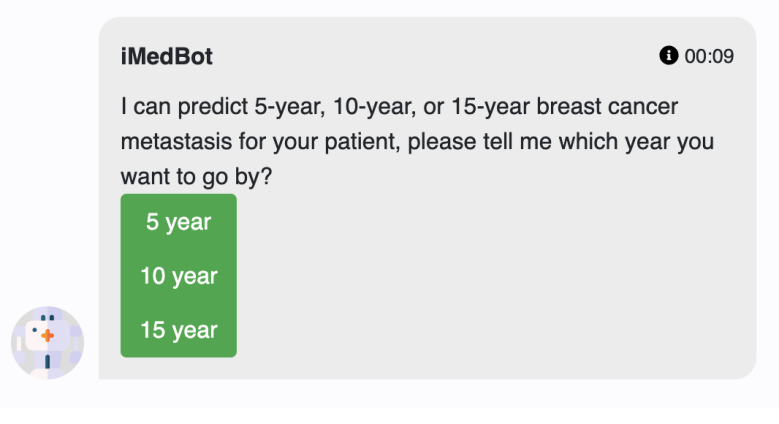 iMedBot
00:09
I can predict 5-year, 10-year, or 15-year breast cancer
metastasis for your patient, please tell me which year you
want to go by?
5 year
10 year
15 year